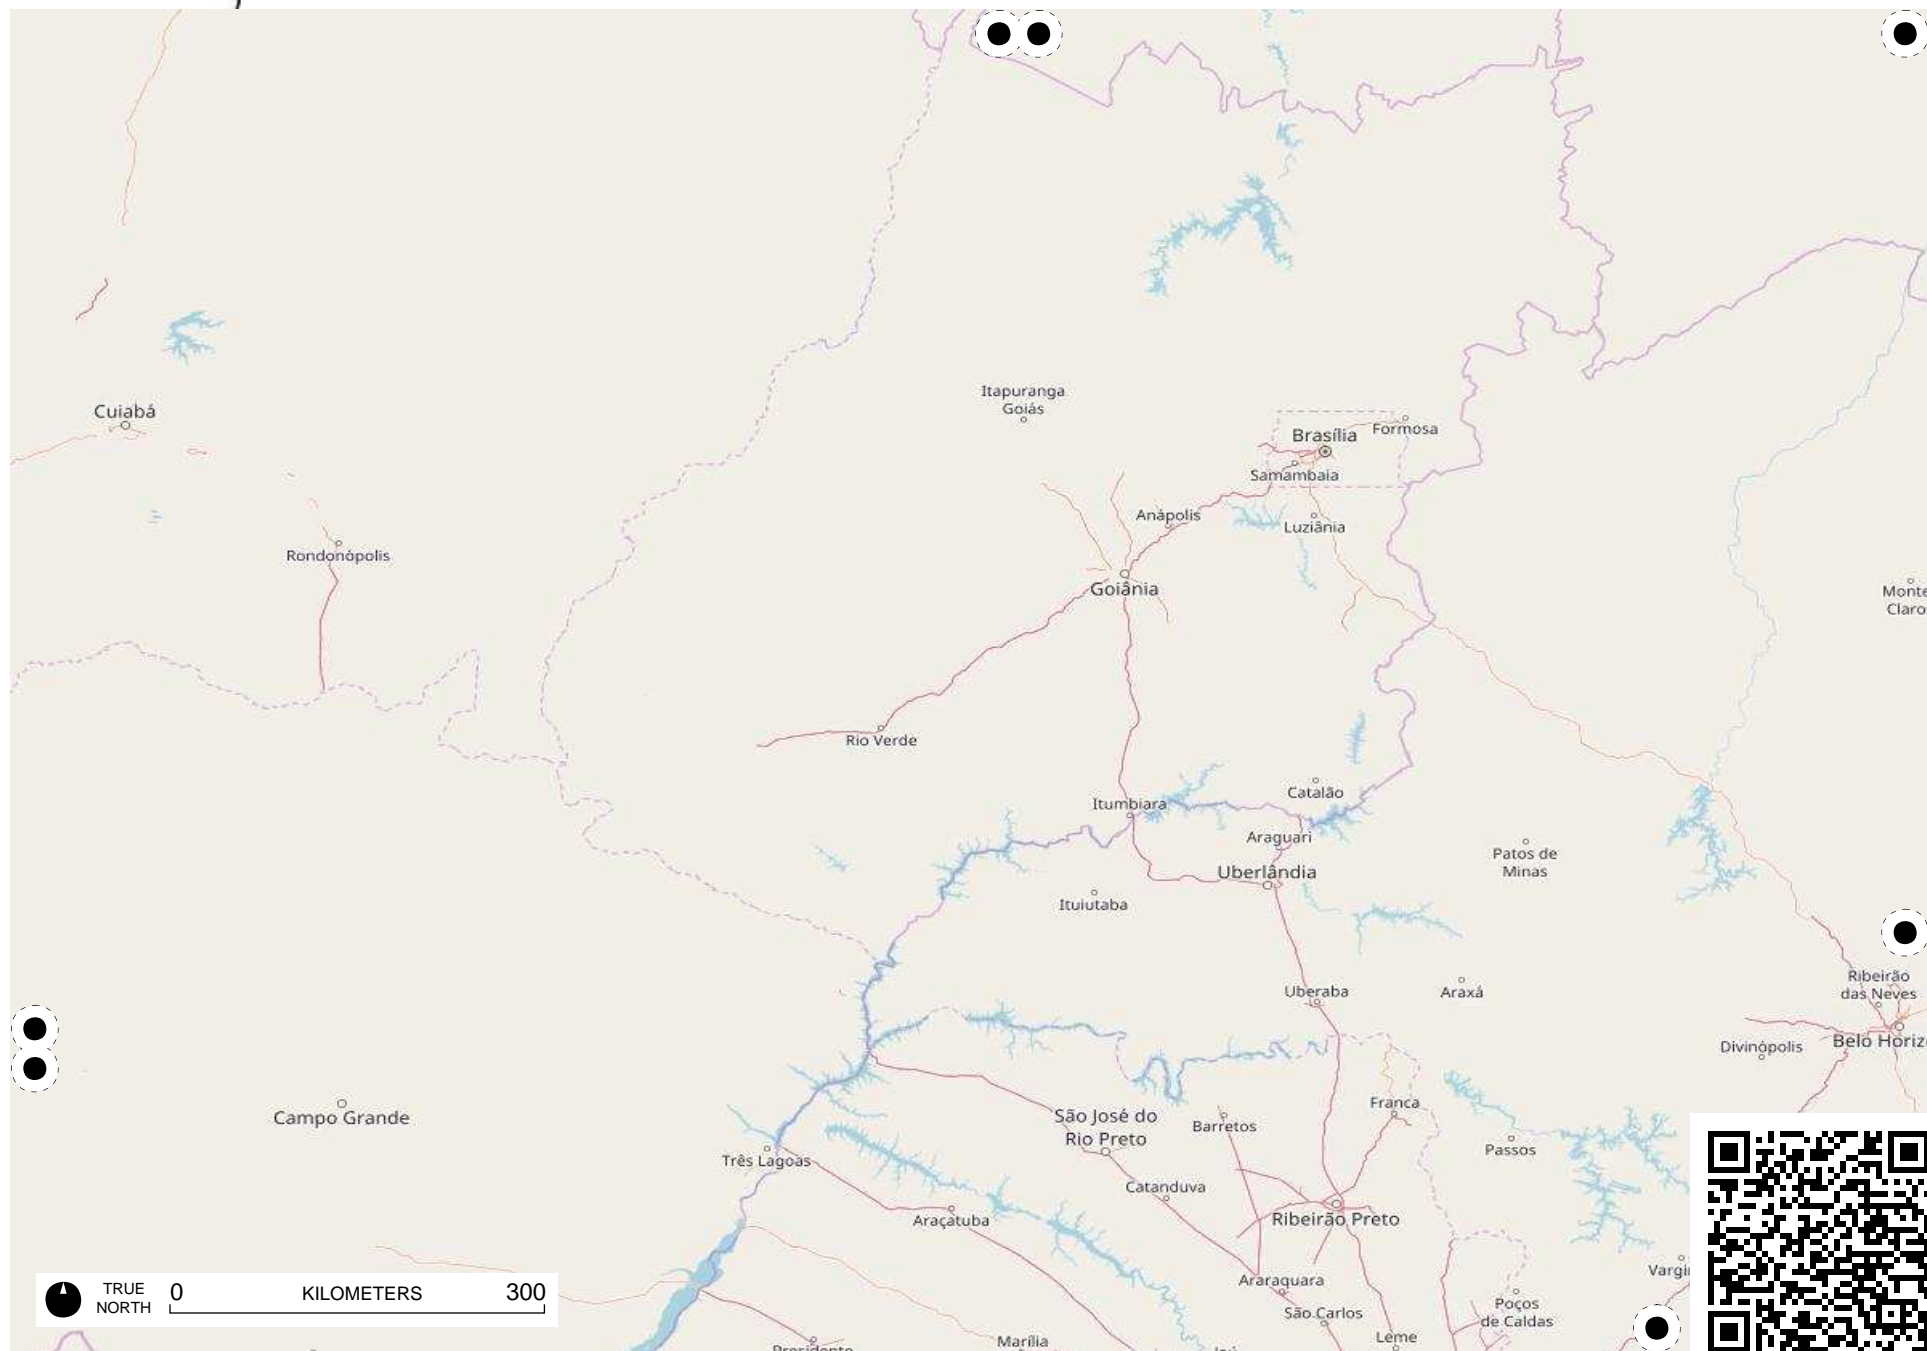 Itapuranga
Goiás
Cuiabá
Brasília
Formosa
Samambaia
Anápolis
Luziânia
Rondonópolis
Goiânia
Monte
Claro
Rio Verde
Catalão
Itumbiara
Araguari
Patos de
Minas
Uberlândia
Ituiutaba
Ribeirão
das Neves
Uberaba
Araxá
Belo Horiz
Divinópolis
Campo Grande
São José do
Rio Preto
Franca
Barretos
Passos
Três Lagoas
Catanduva
Araçatuba
Ribeirão Preto
Vargi
Araraquara
TRUE
NORTH
0 KILOMETERS 300
São Carlos
Poços
de Caldas
Leme
Marília
Presidente